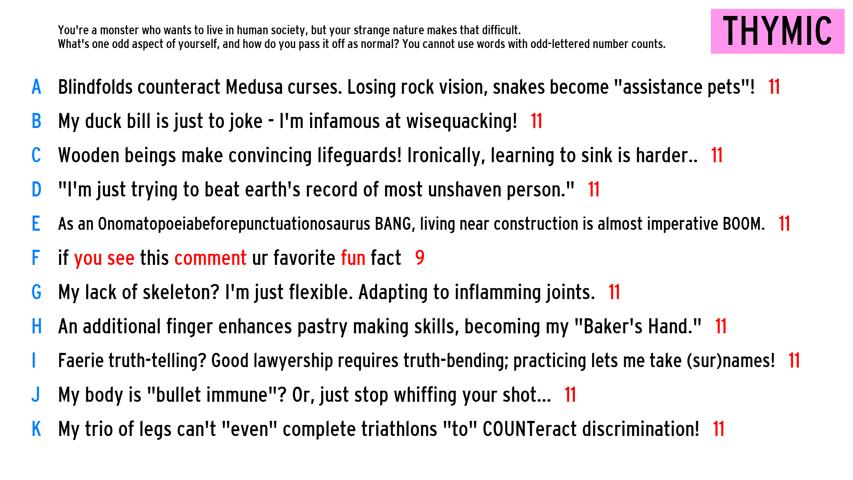 You're a monster who wants to live in human society, but your strange nature makes that difficult.
What's one odd aspect of yourself, and how do you pass it off as normal? You cannot use words with odd-lettered number counts.
THYMIC
A Blindfolds counteract Medusa curses. Losing rock vision, snakes become "assistance pets"! 11
B My duck bill is just to joke - I'm infamous at wisequacking! 11
C Wooden beings make convincing lifeguards! Ironically, learning to sink is harder.. 11
D "I'm just trying to beat earth's record of most unshaven person." 11
E As an Onomatopoeiabeforepunctuationosaurus BANG, living near construction is almost imperative BOOM. 11
F if you see this comment ur favorite fun fact 9
G My lack of skeleton? I'm just flexible. Adapting to inflamming joints. 11
H An additional finger enhances pastry making skills, becoming my "Baker's Hand." 11
I Faerie truth-telling? Good lawyership requires truth-bending; practicing lets me take (sur)names! 11
J My body is "bullet immune"? Or, just stop whiffing your shot... 11
K My trio of legs can't "even" complete triathlons "to" COUNTeract discrimination! 11